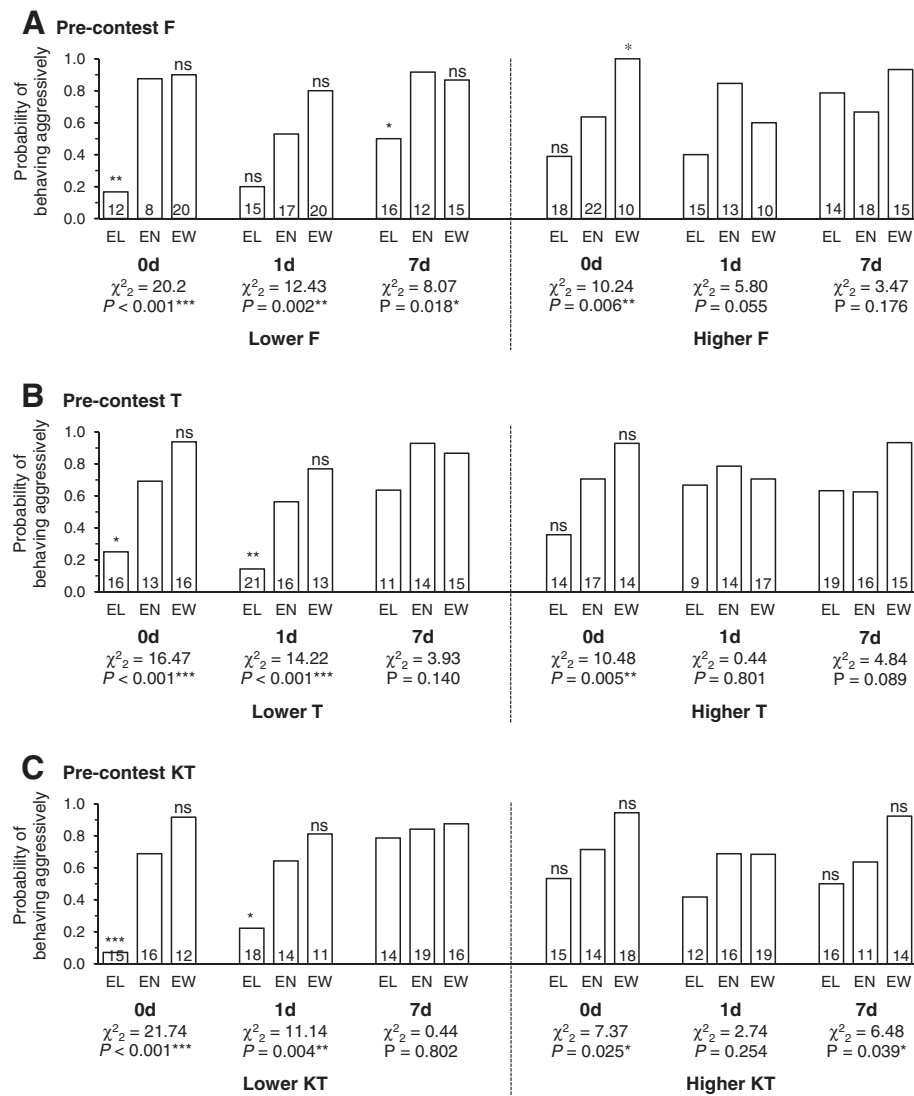 A Pre-contest F
Probability of
behaving aggressively
1.0
0.8
0.6
0.4
0.2
0.0
** ns ns ns * ns ns *
12 8 20 15 17 20 16 12 15 18 22 10 15 13 10 14 18 15
EL EN EW EL EN EW EL EN EW EL EN EW EL EN EW EL EN EW
0d 1d 7d 0d 1d 7d
χ²₂ = 20.2 χ²₂ = 12.43 χ²₂ = 8.07 χ²₂ = 10.24 χ²₂ = 5.80 χ²₂ = 3.47
P < 0.001*** P = 0.002** P = 0.018* P = 0.006** P = 0.055 P = 0.176
Lower F Higher F
B Pre-contest T
Probability of
behaving aggressively
1.0
0.8
0.6
0.4
0.2
0.0
* ns ** ns ns ns
16 13 16 21 16 13 11 14 15 14 17 14 9 14 17 19 16 15
EL EN EW EL EN EW EL EN EW EL EN EW EL EN EW EL EN EW
0d 1d 7d 0d 1d 7d
χ²₂ = 16.47 χ²₂ = 14.22 χ²₂ = 3.93 χ²₂ = 10.48 χ²₂ = 0.44 χ²₂ = 4.84
P < 0.001*** P < 0.001*** P = 0.140 P = 0.005** P = 0.801 P = 0.089
Lower T Higher T
C Pre-contest KT
Probability of
behaving aggressively
1.0
0.8
0.6
0.4
0.2
0.0
*** ns * ns ns ns ns ns
15 16 12 18 14 11 14 19 16 15 14 18 12 16 19 16 11 14
EL EN EW EL EN EW EL EN EW EL EN EW EL EN EW EL EN EW
0d 1d 7d 0d 1d 7d
χ²₂ = 21.74 χ²₂ = 11.14 χ²₂ = 0.44 χ²₂ = 7.37 χ²₂ = 2.74 χ²₂ = 6.48
P < 0.001*** P = 0.004** P = 0.802 P = 0.025* P = 0.254 P = 0.039*
Lower KT Higher KT